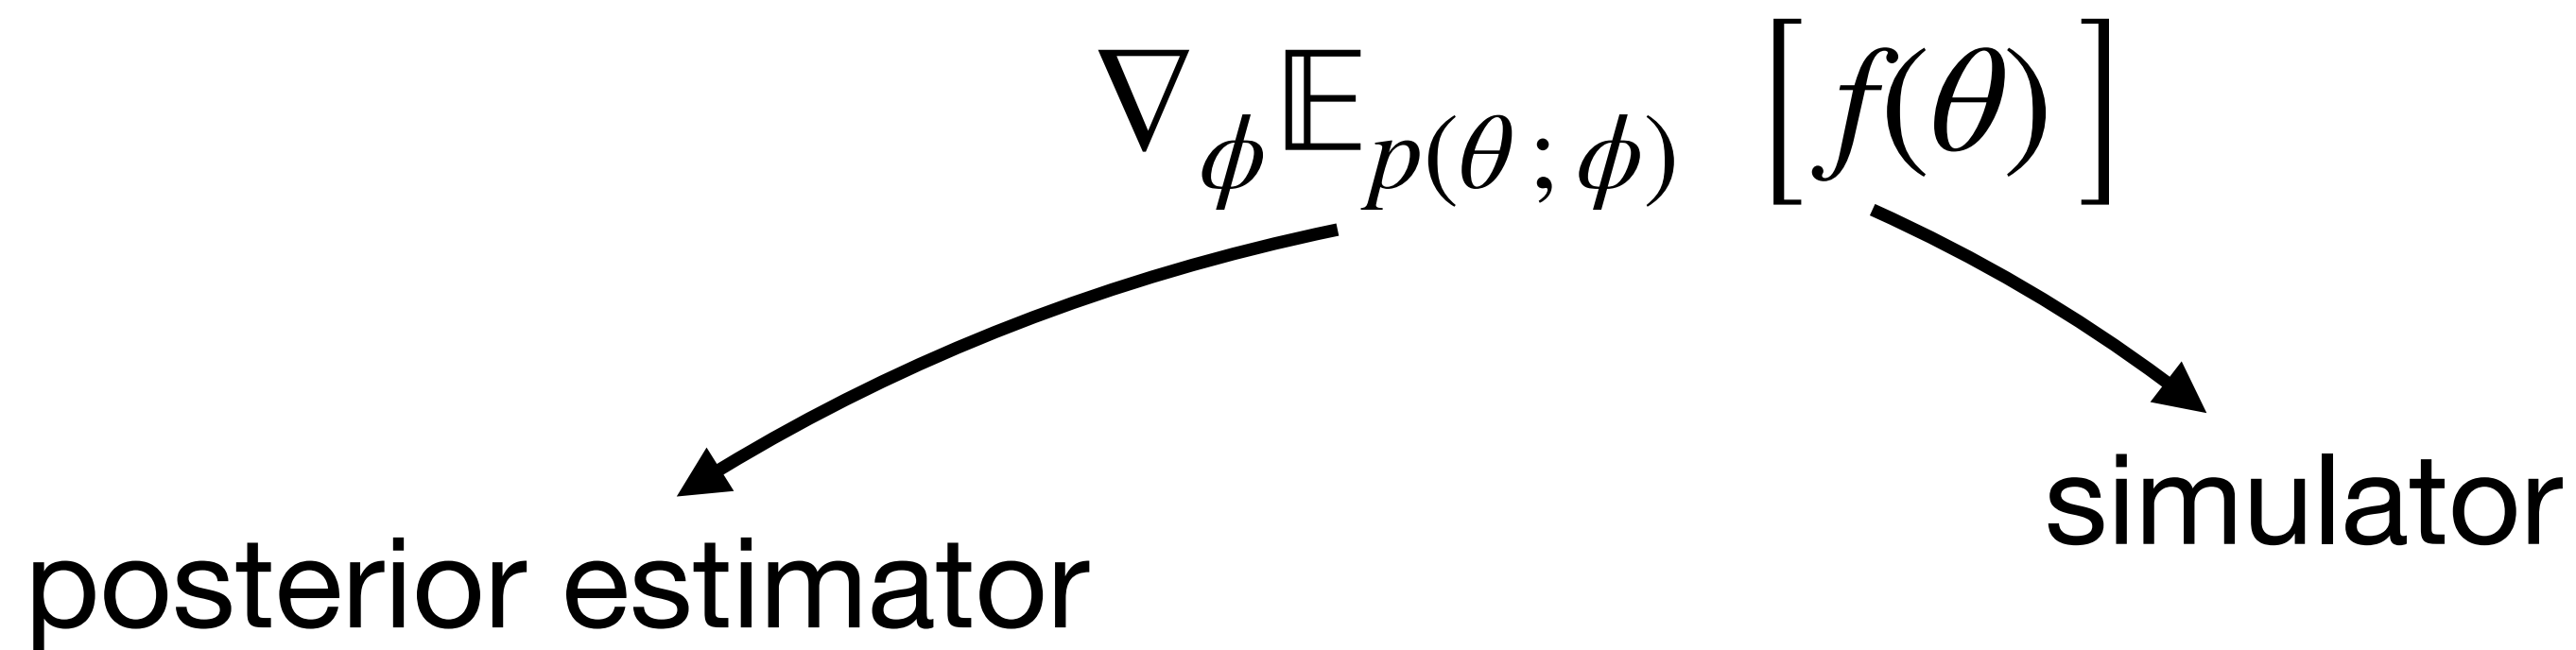 ∇_ϕ 𝔼_{p(θ ; ϕ)} [f(θ)]
simulator
posterior estimator